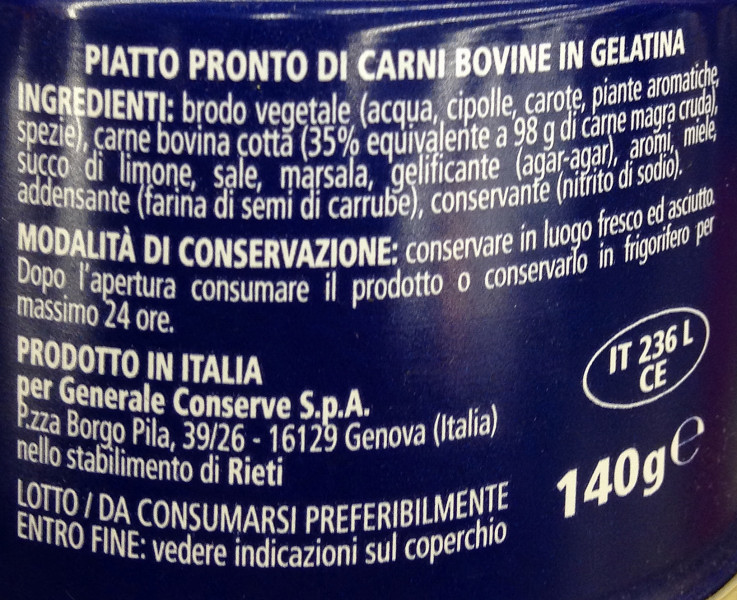 PIATTO PRONTO DI CARNI BOVINE IN GELATINA
INGREDIENTI: brodo vegetale (acqua, cipolle, carote, piante aromatiche,
spezie), carne bovina cotta (35% equivalente a 98 g di carne magra cruda),
succo di limone, sale, marsala, gelificante (agar-agar), aromi, miele,
addensante (farina di semi di carrube), conservante (nitrito di sodio).
MODALITÀ DI CONSERVAZIONE: conservare in luogo fresco ed asciutto.
Dopo l'apertura consumare il prodotto o conservarlo in frigorifero per
massimo 24 ore.
PRODOTTO IN ITALIA
per Generale Conserve S.p.A.
P.zza Borgo Pila, 39/26 - 16129 Genova (Italia)
nello stabilimento di Rieti
IT 236 L
CE
140g e
LOTTO / DA CONSUMARSI PREFERIBILMENTE
ENTRO FINE: vedere indicazioni sul coperchio